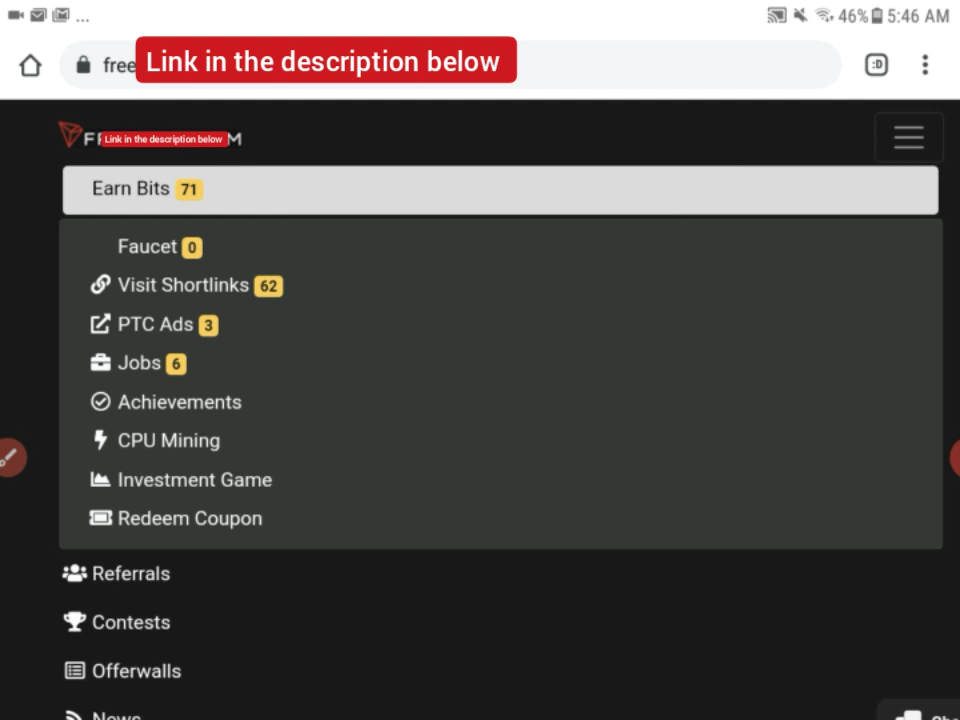 ... 46% 5:46 AM
free Link in the description below :D
F Link in the description below M
Earn Bits 71
Faucet 0
Visit Shortlinks 62
PTC Ads 3
Jobs 6
Achievements
CPU Mining
Investment Game
Redeem Coupon
Referrals
Contests
Offerwalls
News